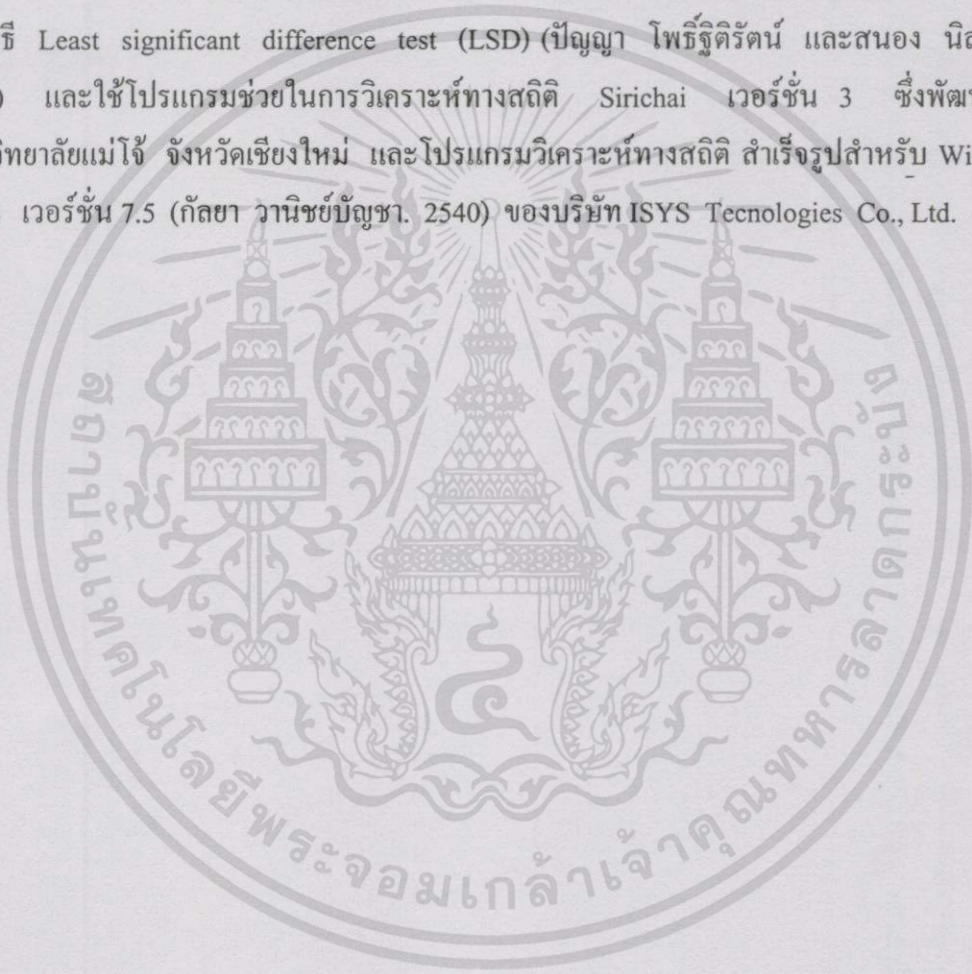 ธี Least significant difference test (LSD) (ปัญญา โพธิ์ฐิติรัตน์ และสนอง นิล
) และใช้โปรแกรมช่วยในการวิเคราะห์ทางสถิติ Sirichai เวอร์ชั่น 3 ซึ่งพัฒ
วิทยาลัยแม่โจ้ จังหวัดเชียงใหม่ และโปรแกรมวิเคราะห์ทางสถิติ สำเร็จรูปสำหรับ Wi
เวอร์ชั่น 7.5 (กัลยา วานิชย์บัญชา. 2540) ของบริษัท ISYS Tecnologies Co., Ltd.
สถาบันเทคโนโลยีพระจอมเกล้าเจ้าคุณทหารลาดกระบัง